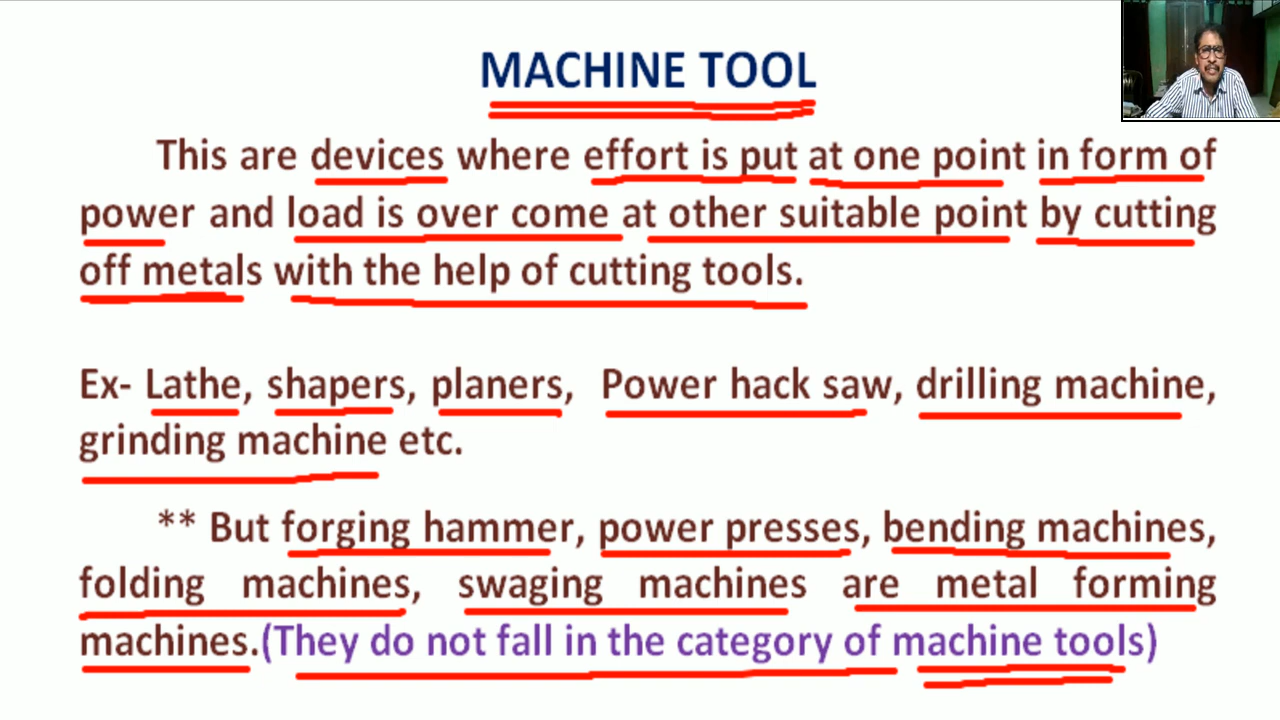 MACHINE TOOL
This are devices where effort is put at one point in form of
power and load is over come at other suitable point by cutting
off metals with the help of cutting tools.
Ex- Lathe, shapers, planers, Power hack saw, drilling machine,
grinding machine etc.
** But forging hammer, power presses, bending machines,
folding machines, swaging machines are metal forming
machines.(They do not fall in the category of machine tools)